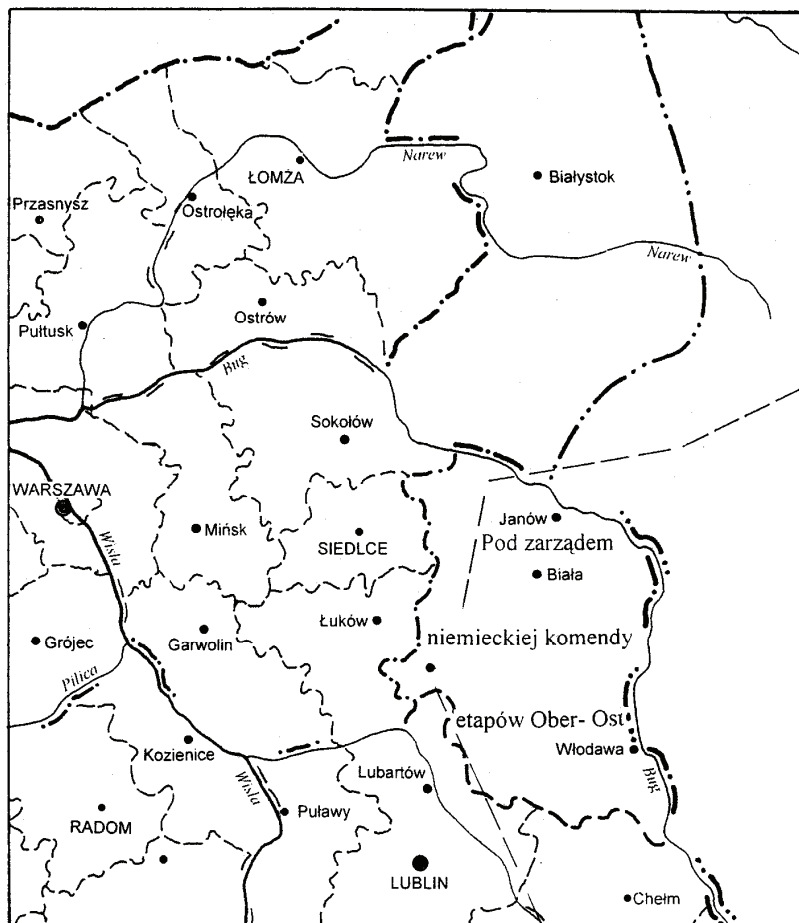 Narew
ŁOMŻA
Białystok
Przasnysz
Ostrołęka
Narew
Ostrów
Pułtusk
Bug
Sokołów
WARSZAWA
Janów
Mińsk
SIEDLCE
Pod zarządem
Wisła
Biała
Łuków
Garwolin
niemieckiej komendy
Grójec
Pilica
etapów Ober- Ost
Kozienice
Włodawa
Lubartów
Bug
Wisła
Puławy
RADOM
LUBLIN
Chełm